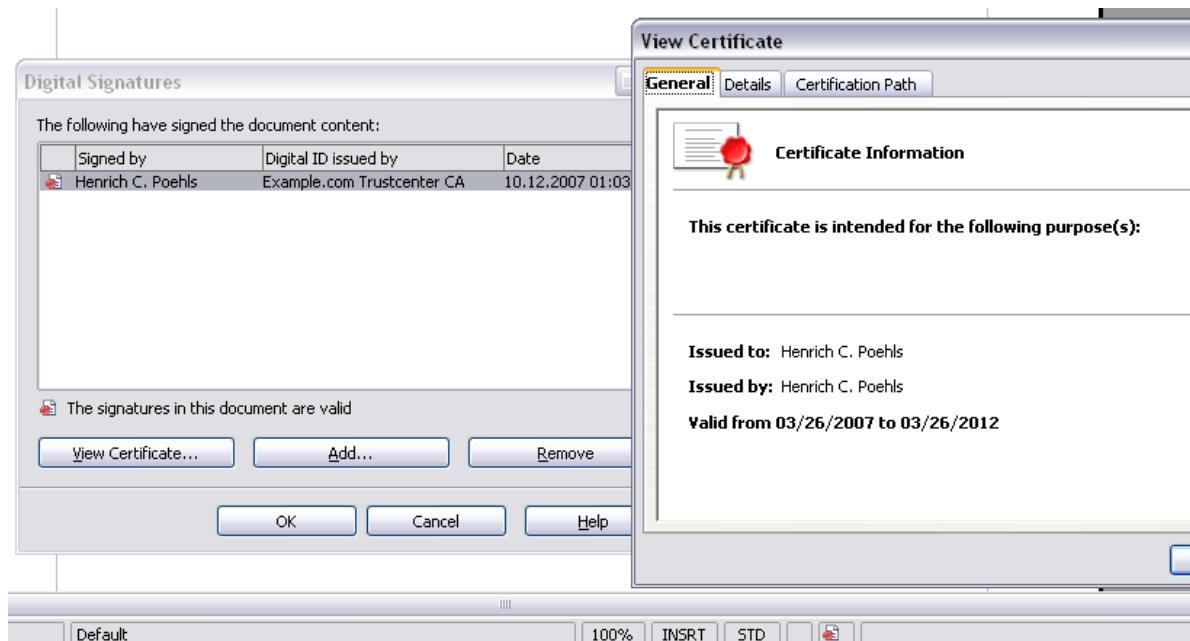 Digital Signatures
The following have signed the document content:
Signed by Digital ID issued by Date
Henrich C. Poehls Example.com Trustcenter CA 10.12.2007 01:03
The signatures in this document are valid
View Certificate... Add... Remove
OK Cancel Help
View Certificate
General Details Certification Path
Certificate Information
This certificate is intended for the following purpose(s):
Issued to: Henrich C. Poehls
Issued by: Henrich C. Poehls
Valid from 03/26/2007 to 03/26/2012
Default 100% INSRT STD